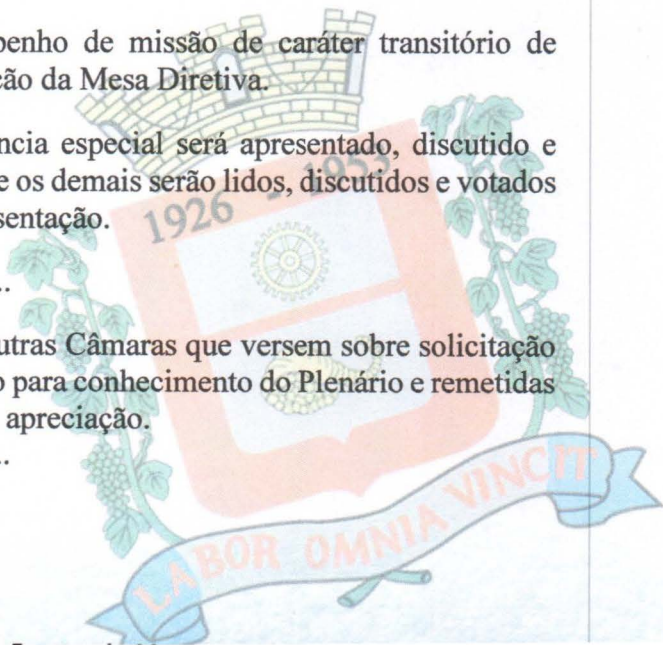 penho de missão de caráter transitório de
ção da Mesa Diretiva.
ncia especial será apresentado, discutido e
e os demais serão lidos, discutidos e votados
sentação.
1926 - 1953
..
utras Câmaras que versem sobre solicitação
o para conhecimento do Plenário e remetidas
apreciação.
..
LABOR OMNIA VINCIT